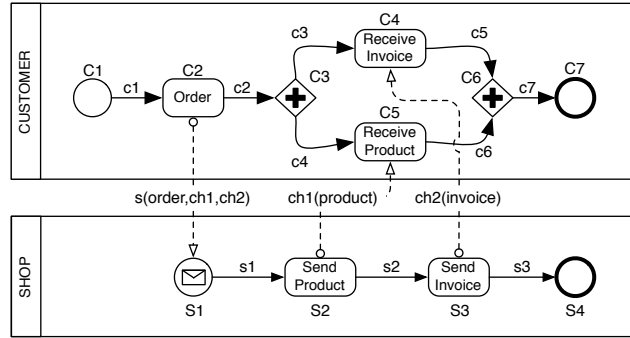 CUSTOMER
C1
c1
C2
Order
c2
c3
C3
c4
C4
Receive
Invoice
C5
Receive
Product
c5
C6
c6
c7
C7
s(order,ch1,ch2)
ch1(product)
ch2(invoice)
SHOP
S1
s1
Send
Product
S2
s2
Send
Invoice
S3
s3
S4